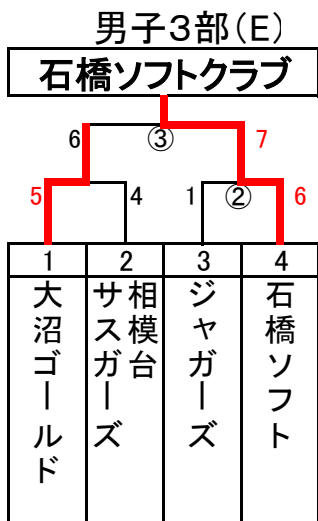 男子3部(E)
石橋ソフトクラブ
6 ③ 7
5 4 1 ② 6
1 2 3 4
大沼ゴールド
相模台
サスガーズ
ジャガーズ
石橋ソフト